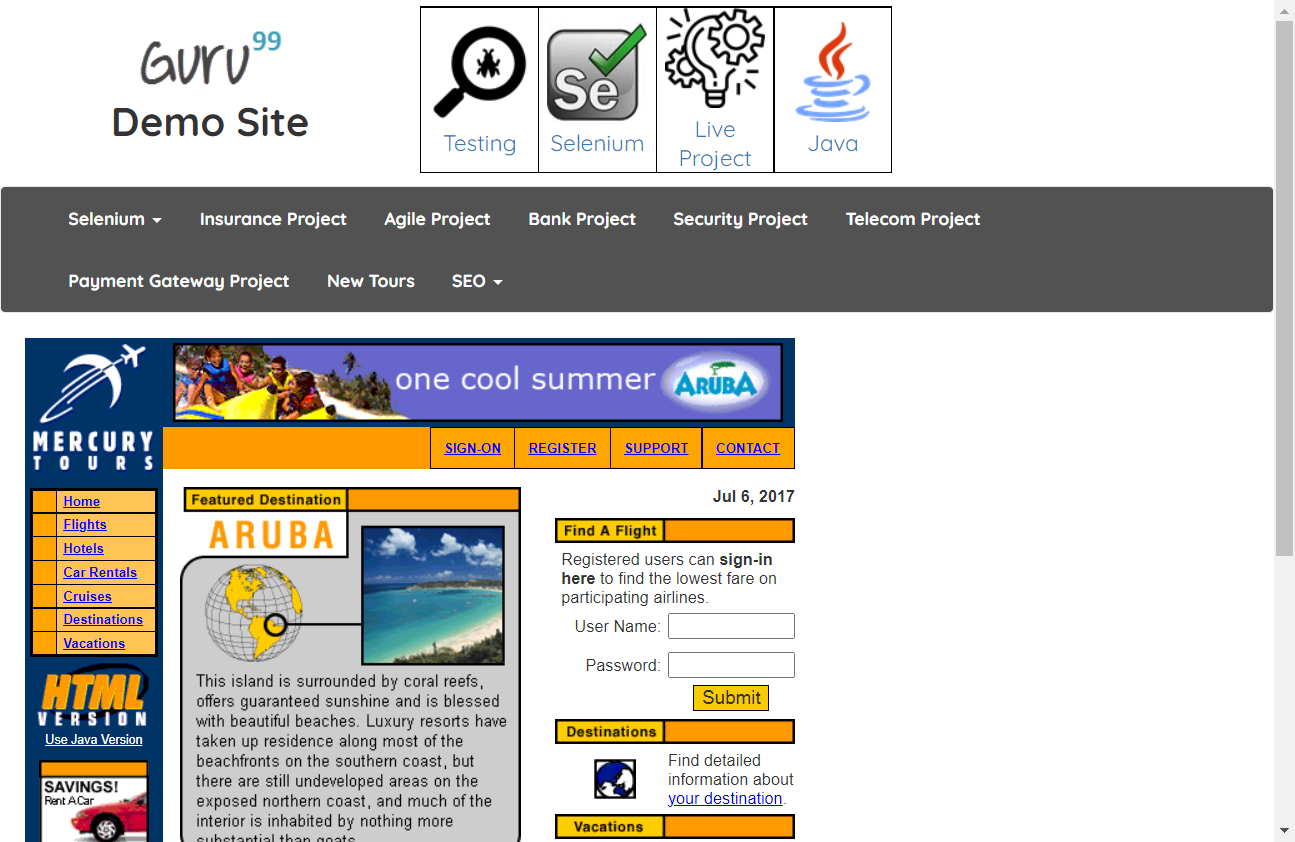 Guru99
Demo Site
Testing
Selenium
Live
Project
Java
Selenium
Insurance Project
Agile Project
Bank Project
Security Project
Telecom Project
Payment Gateway Project
New Tours
SEO
MERCURY
TOURS
one cool summer
ARUBA
SIGN-ON
REGISTER
SUPPORT
CONTACT
Home
Flights
Hotels
Car Rentals
Cruises
Destinations
Vacations
HTML
VERSION
Use Java Version
SAVINGS!
Rent A Car
Featured Destination
ARUBA
This island is surrounded by coral reefs,
offers guaranteed sunshine and is blessed
with beautiful beaches. Luxury resorts have
taken up residence along most of the
beachfronts on the southern coast, but
there are still undeveloped areas on the
exposed northern coast, and much of the
interior is inhabited by nothing more
substantial than goats.
Jul 6, 2017
Find A Flight
Registered users can sign-in
here to find the lowest fare on
participating airlines.
User Name:
Password:
Submit
Destinations
Find detailed
information about
your destination.
Vacations